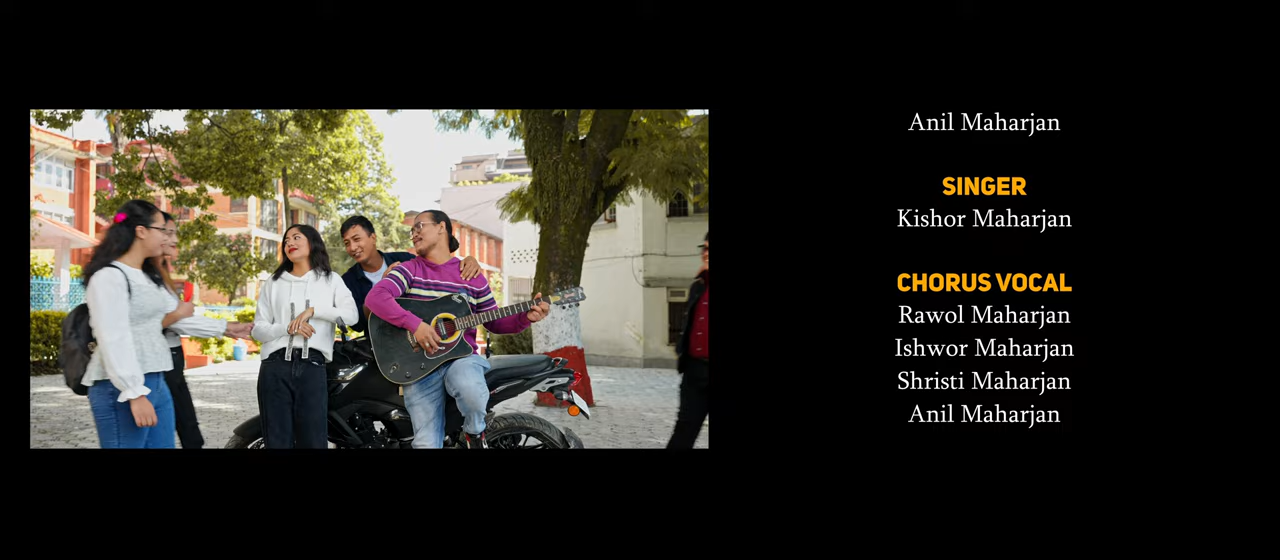 Anil Maharjan
SINGER
Kishor Maharjan
CHORUS VOCAL
Rawol Maharjan
Ishwor Maharjan
Shristi Maharjan
Anil Maharjan